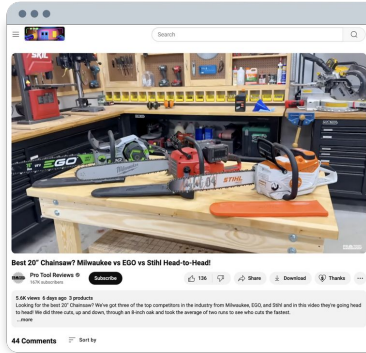 Search
SKIL
EGO
Milwaukee
STIHL
Best 20" Chainsaw? Milwaukee vs EGO vs Stihl Head-to-Head!
Pro Tool Reviews
167K subscribers
Subscribe
136
Share
Download
Thanks
5.6K views 6 days ago 3 products
Looking for the best 20" Chainsaw? We've got three of the top competitors in the industry from Milwaukee, EGO, and Stihl and in this video they're going head
to head! We did three cuts, up and down, through an 8-inch oak and took the average of two runs to see who cuts the fastest.
...more
44 Comments
Sort by